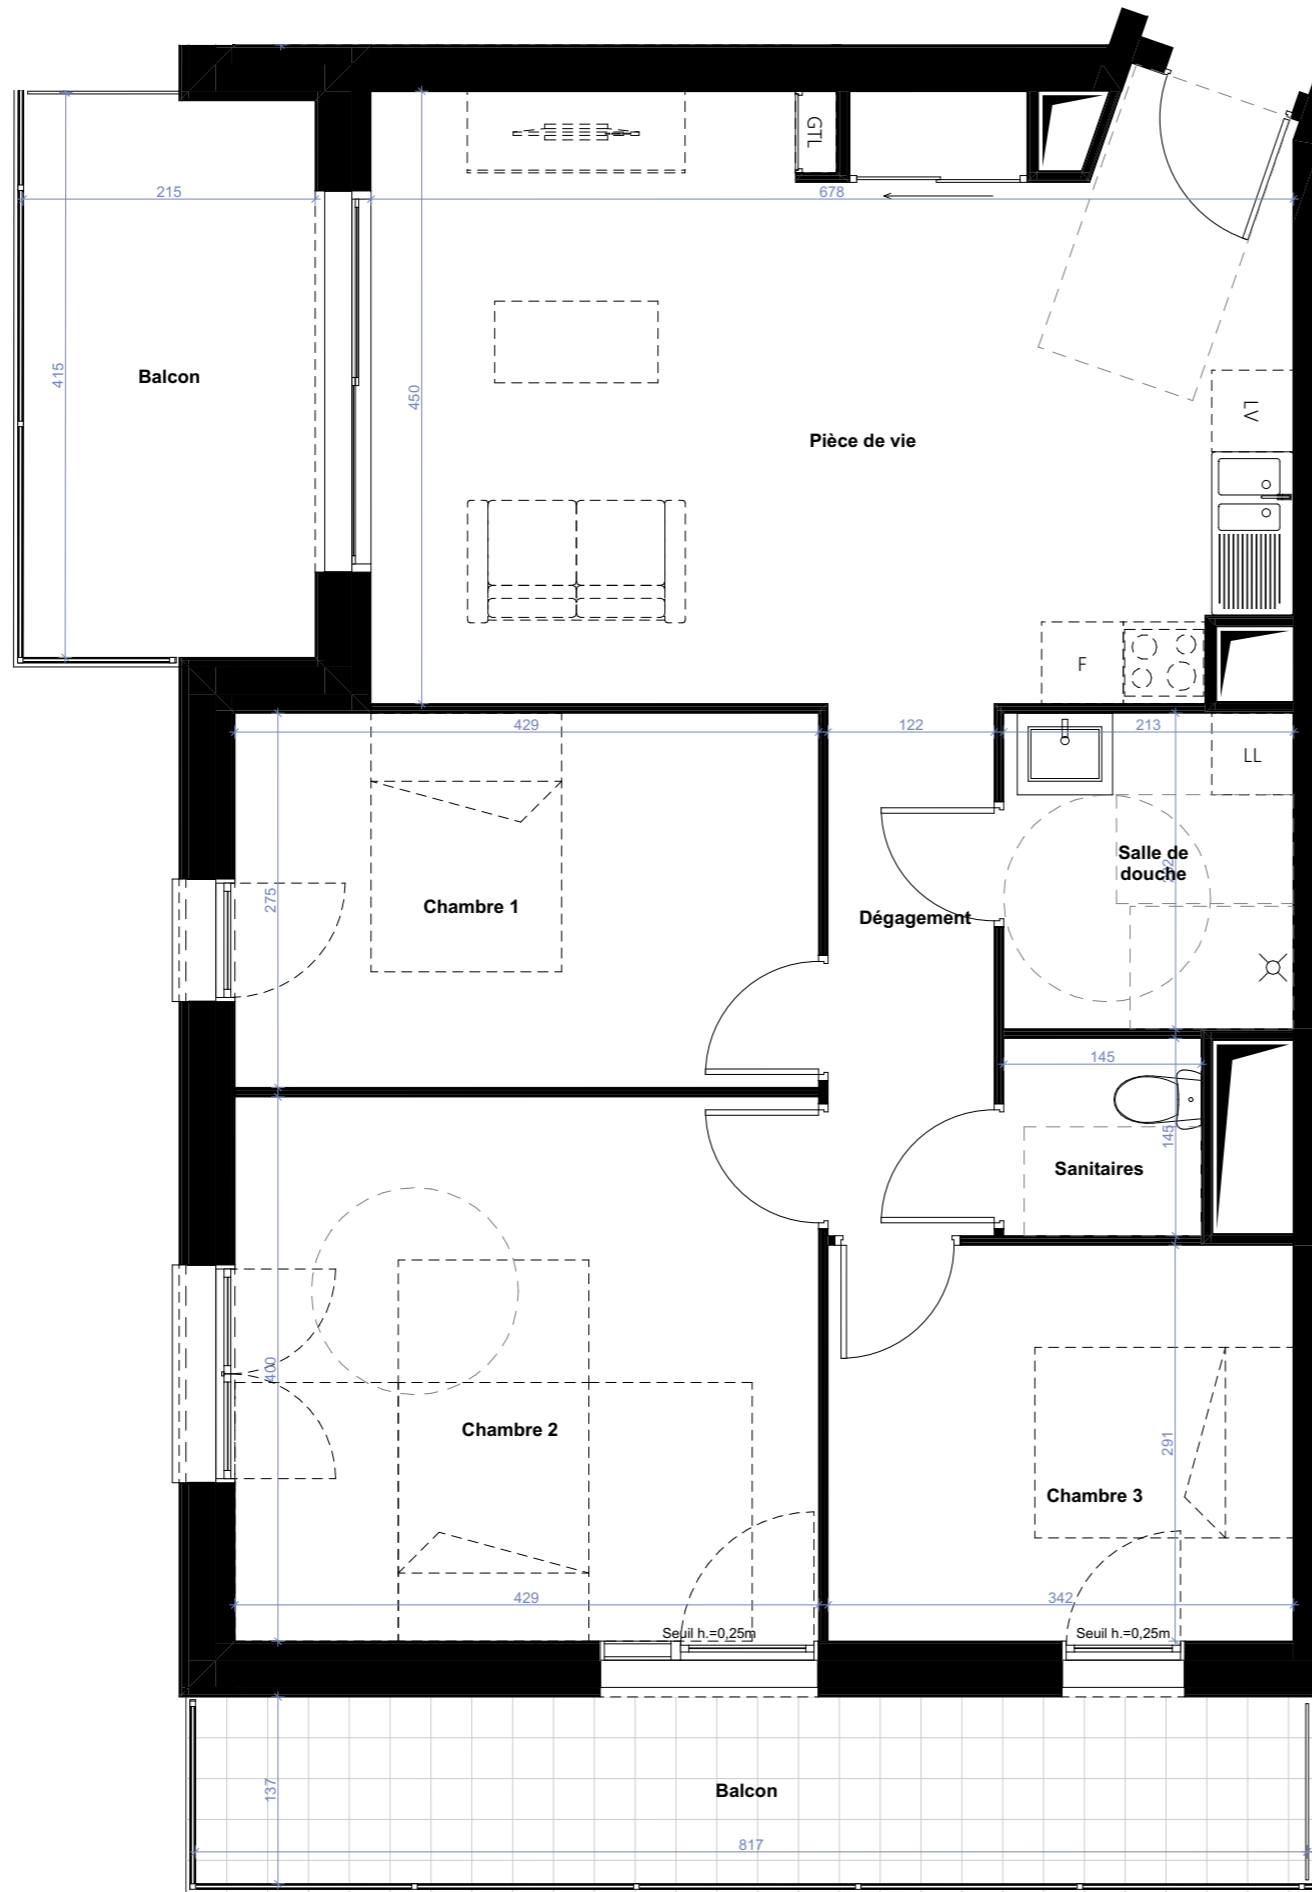 GTL
215
678
415
Balcon
450
LV
Pièce de vie
F
429
122
213
LL
Salle de
douche
275
Chambre 1
Dégagement
145
145
Sanitaires
400
Chambre 2
291
Chambre 3
429
342
Seuil h.=0,25m
Seuil h.=0,25m
137
Balcon
817